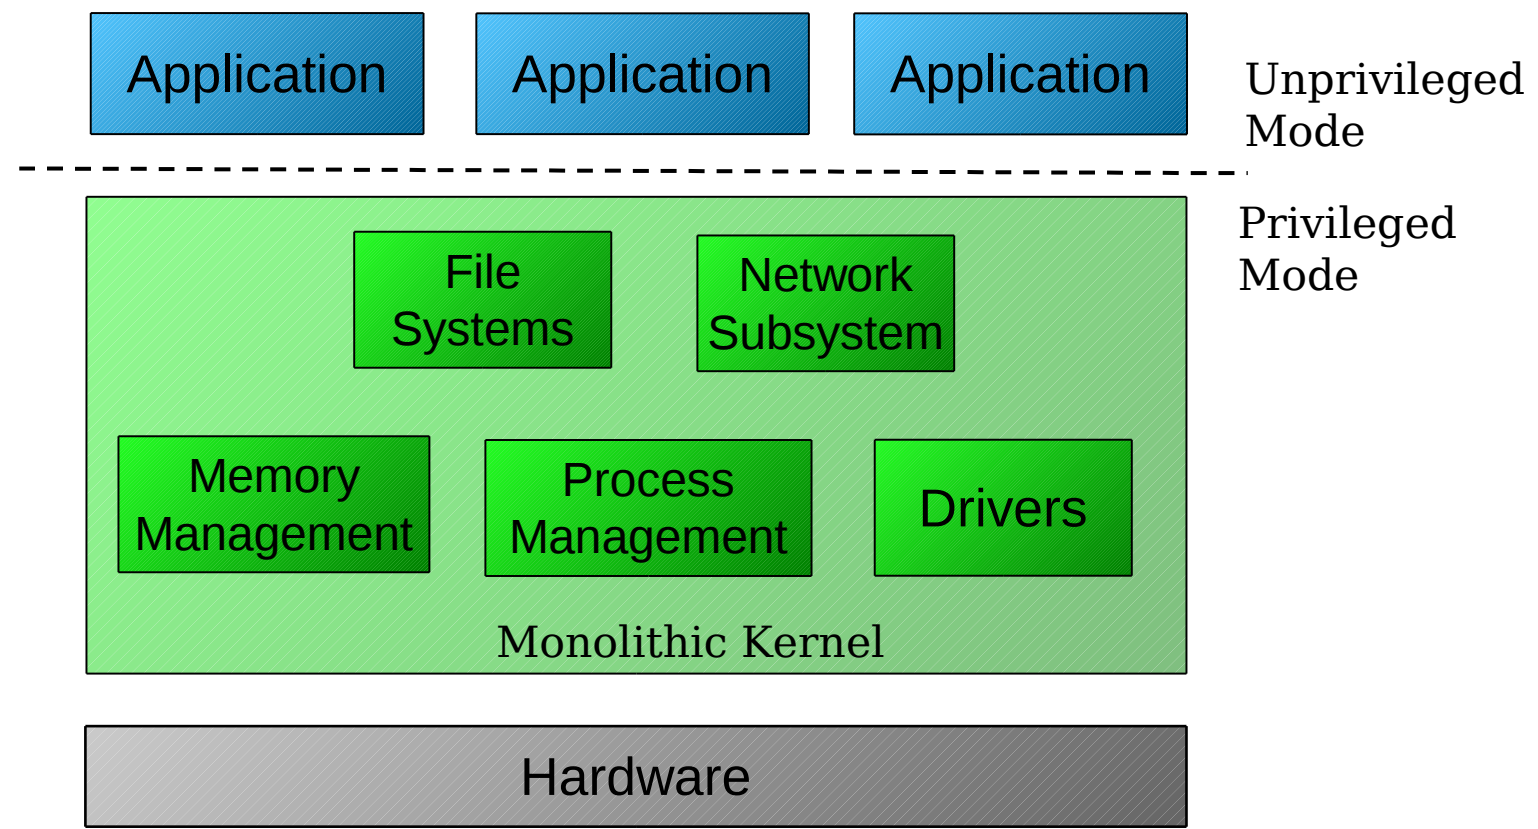 Application
Application
Application
Unprivileged
Mode
Privileged
Mode
File
Systems
Network
Subsystem
Memory
Management
Process
Management
Drivers
Monolithic Kernel
Hardware